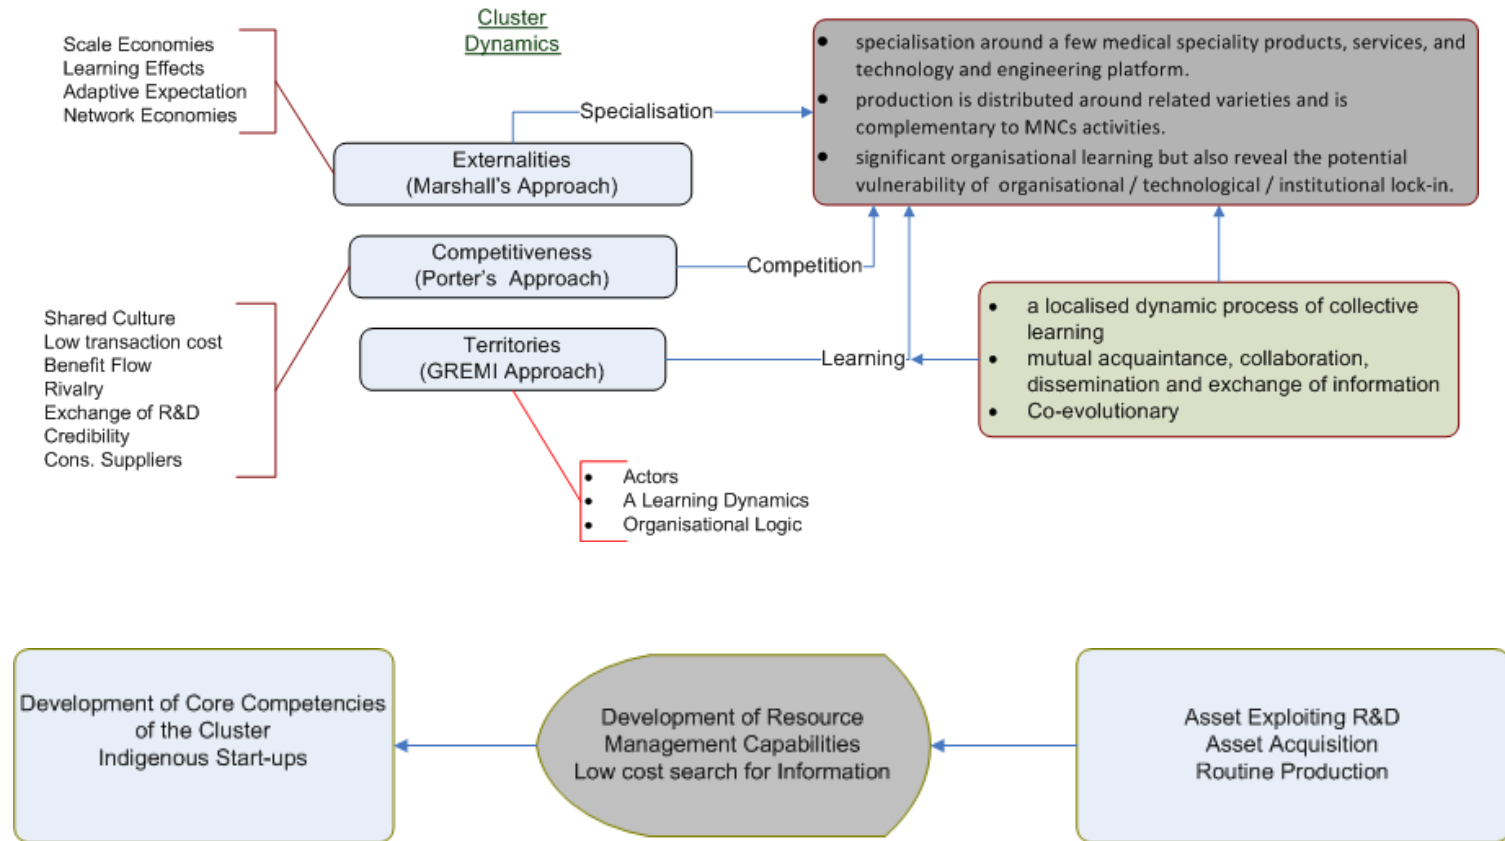 Cluster
Dynamics
Scale Economies
Learning Effects
Adaptive Expectation
Network Economies
Externalities
(Marshall's Approach)
Specialisation
• specialisation around a few medical speciality products, services, and
technology and engineering platform.
• production is distributed around related varieties and is
complementary to MNCs activities.
• significant organisational learning but also reveal the potential
vulnerability of organisational / technological / institutional lock-in.
Competitiveness
(Porter's Approach)
Competition
Shared Culture
Low transaction cost
Benefit Flow
Rivalry
Exchange of R&D
Credibility
Cons. Suppliers
Territories
(GREMI Approach)
Learning
• a localised dynamic process of collective
learning
• mutual acquaintance, collaboration,
dissemination and exchange of information
• Co-evolutionary
• Actors
• A Learning Dynamics
• Organisational Logic
Development of Core Competencies
of the Cluster
Indigenous Start-ups
Development of Resource
Management Capabilities
Low cost search for Information
Asset Exploiting R&D
Asset Acquisition
Routine Production